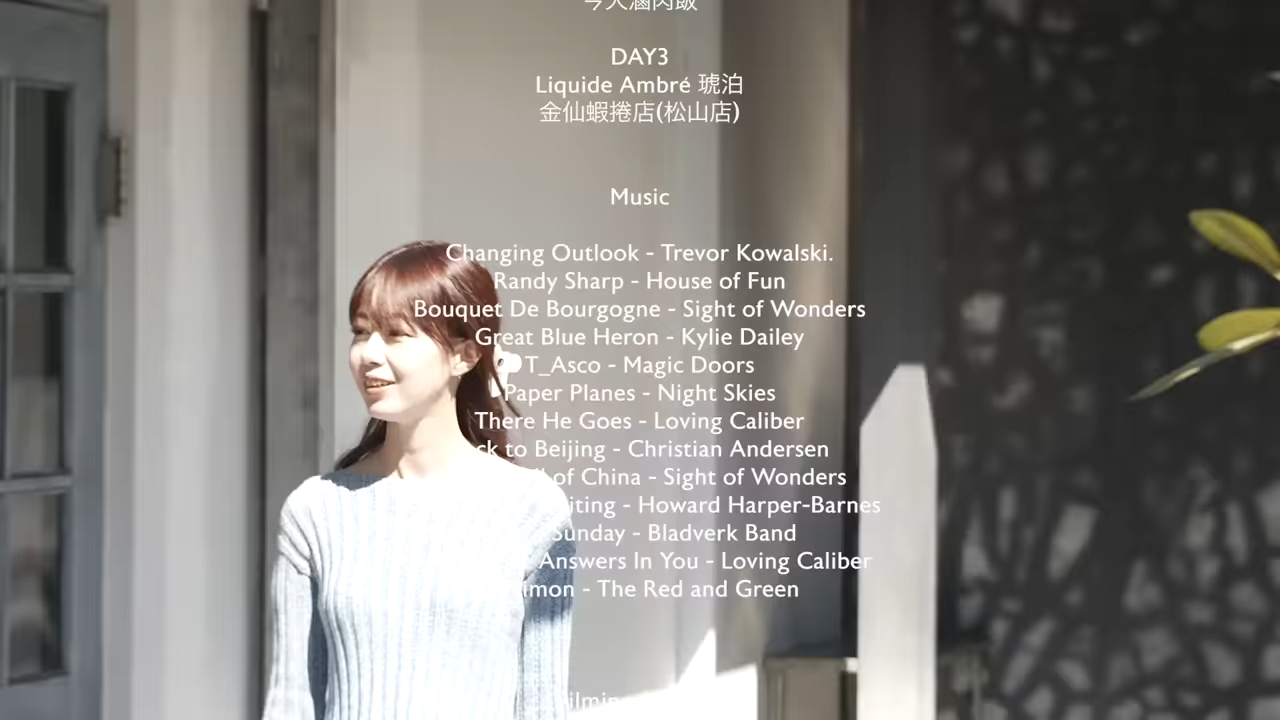 DAY3
Liquide Ambré 琥泊
金仙蝦捲店(松山店)
Music
Changing Outlook - Trevor Kowalski.
Randy Sharp - House of Fun
Bouquet De Bourgogne - Sight of Wonders
Great Blue Heron - Kylie Dailey
T_Asco - Magic Doors
Paper Planes - Night Skies
There He Goes - Loving Caliber
to Beijing - Christian Andersen
of China - Sight of Wonders
- Howard Harper-Barnes
Sunday - Bladverk Band
Answers In You - Loving Caliber
- The Red and Green